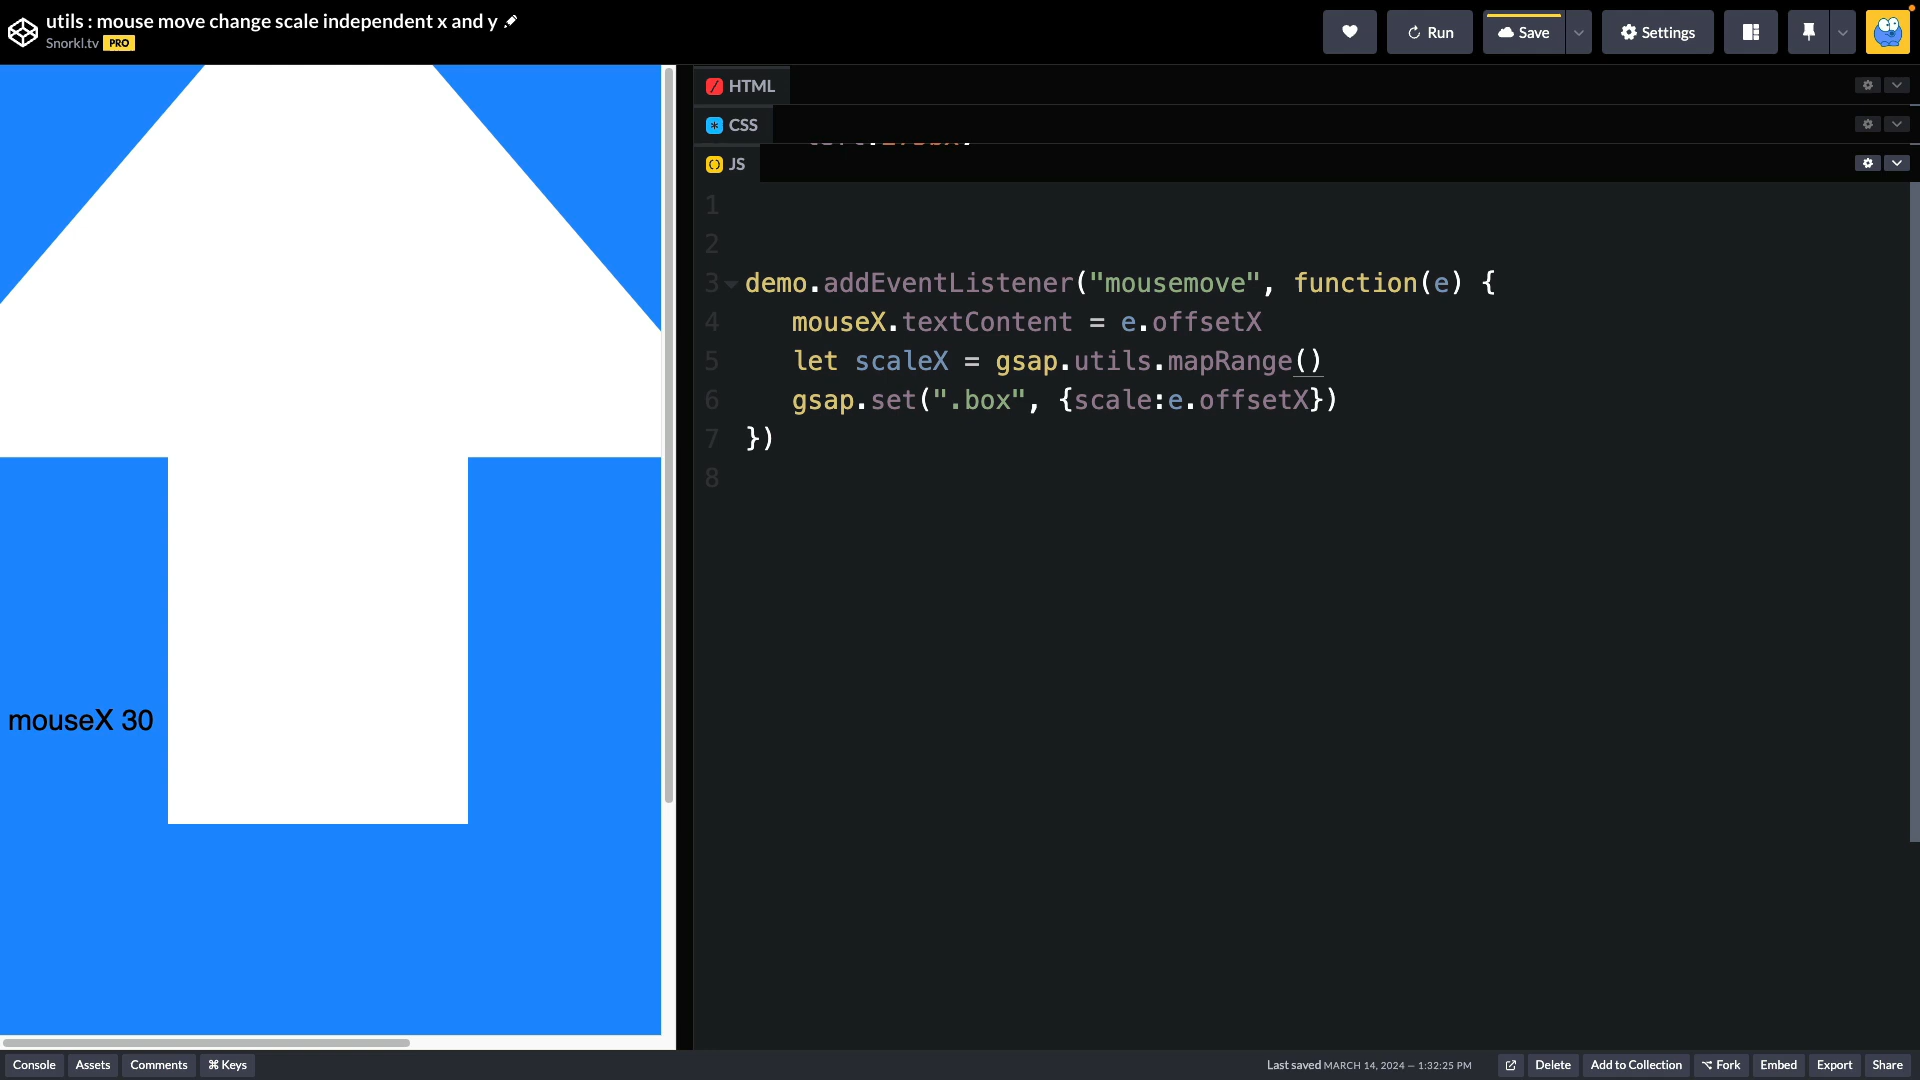 utils : mouse move change scale independent x and y
Snorkl.tv PRO
Run
Save
Settings
HTML
CSS
JS
1
2
3 demo.addEventListener("mousemove", function(e) {
4 mouseX.textContent = e.offsetX
5 let scaleX = gsap.utils.mapRange()
6 gsap.set(".box", {scale:e.offsetX})
7 })
8
mouseX 30
Console Assets Comments ⌘ Keys
Last saved MARCH 14, 2024 — 1:32:25 PM
Delete Add to Collection ⌥ Fork Embed Export Share